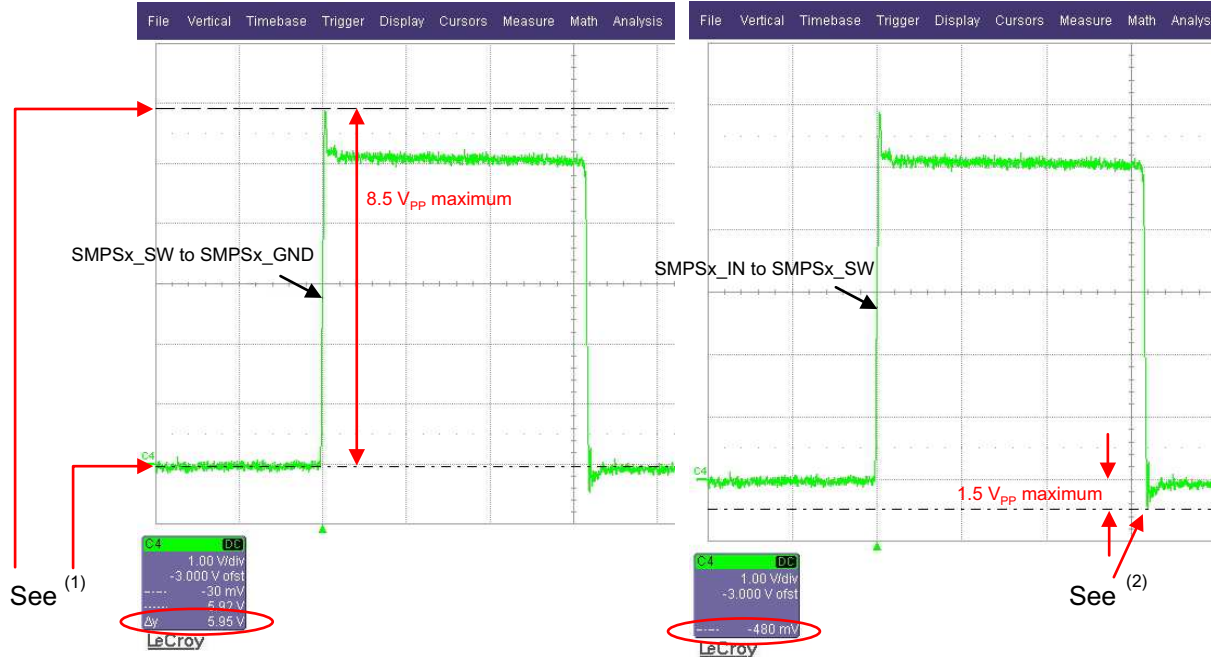 File Vertical Timebase Trigger Display Cursors Measure Math Analysis
8.5 VPP maximum
SMPSx_SW to SMPSx_GND
C4
C4 DC
1.00 V/div
-3.000 V ofst
-30 mV
5.92 V
Δy 5.95 V
LeCroy
See (1)
File Vertical Timebase Trigger Display Cursors Measure Math Analys
SMPSx_IN to SMPSx_SW
C4
1.5 VPP maximum
C4 DC
1.00 V/div
-3.000 V ofst
-480 mV
LeCroy
See (2)